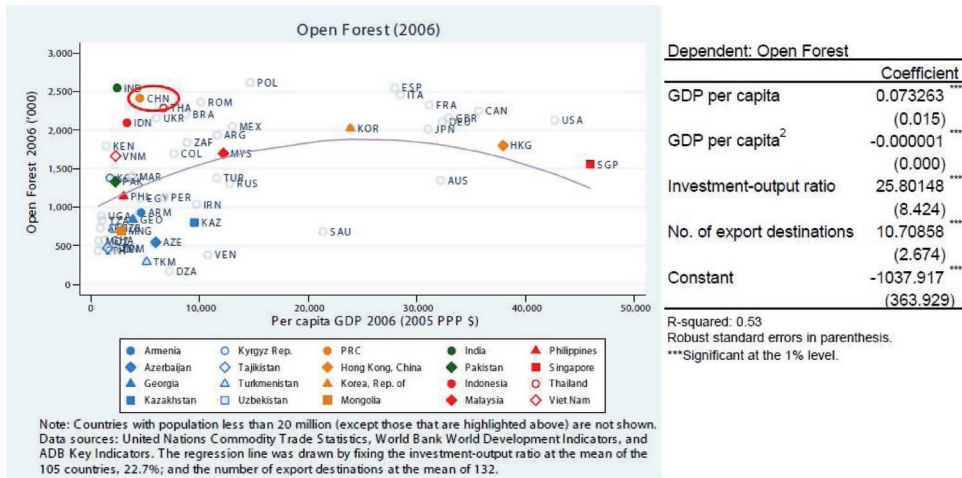 Open Forest (2006)
3,000
2,500
2,000
1,500
1,000
500
0
Open Forest 2006 ('000)
IND
CHN
THA
UKR
IDN
ROM
BRA
POL
MEX
ARG
ZAF
COL
MYS
KEN
VNM
MAR
PAK
TUR
RUS
PHL
EGY
PER
IRN
UGA
ARM
GEO
MNG
KAZ
AZE
TKM
VEN
DZA
SAU
KOR
ESP
ITA
FRA
GBR
DEU
JPN
CAN
USA
HKG
AUS
SGP
0
10,000
20,000
30,000
40,000
50,000
Per capita GDP 2006 (2005 PPP $)
Armenia
Kyrgyz Rep.
PRC
India
Philippines
Azerbaijan
Tajikistan
Hong Kong, China
Pakistan
Singapore
Georgia
Turkmenistan
Korea, Rep. of
Indonesia
Thailand
Kazakhstan
Uzbekistan
Mongolia
Malaysia
Viet Nam
Note: Countries with population less than 20 million (except those that are highlighted above) are not shown.
Data sources: United Nations Commodity Trade Statistics, World Bank World Development Indicators, and
ADB Key Indicators. The regression line was drawn by fixing the investment-output ratio at the mean of the
105 countries, 22.7%; and the number of export destinations at the mean of 132.
Dependent: Open Forest
Coefficient
GDP per capita 0.073263 ***
(0.015)
GDP per capita² -0.000001 ***
(0.000)
Investment-output ratio 25.80148 ***
(8.424)
No. of export destinations 10.70858 ***
(2.674)
Constant -1037.917 ***
(363.929)
R-squared: 0.53
Robust standard errors in parenthesis.
***Significant at the 1% level.